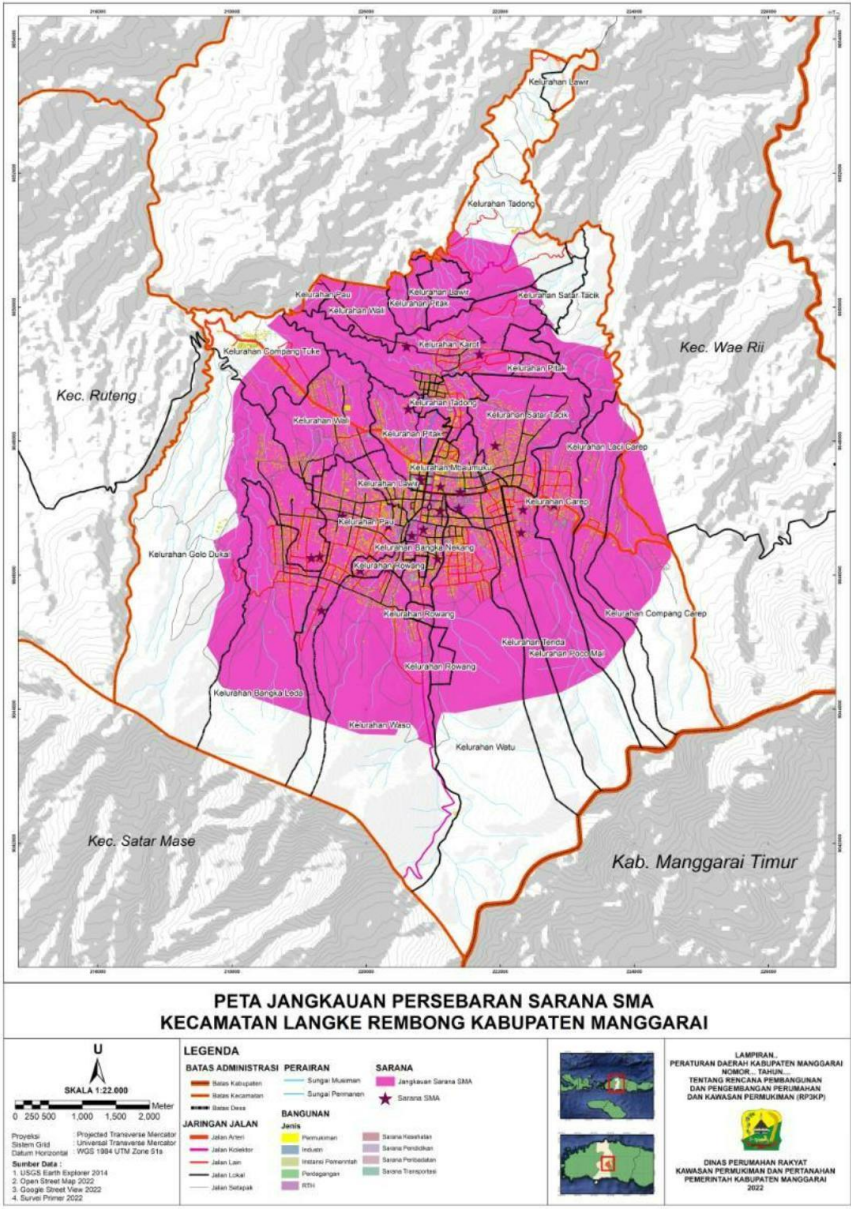 Kelurahan Lawir
Kelurahan Tadong
Kelurahan Pau
Kelurahan Lawir
Kelurahan Pitak
Kelurahan Wali
Kelurahan Satar Tacik
Kelurahan Compang Tuke
Kelurahan Karot
Kec. Wae Rii
Kelurahan Pitak
Kec. Ruteng
Kelurahan Tadong
Kelurahan Satar Tacik
Kelurahan Wali
Kelurahan Pitak
Kelurahan Laci Carep
Kelurahan Mbaumuku
Kelurahan Lawir
Kelurahan Carep
Kelurahan Pau
Kelurahan Golo Dukal
Kelurahan Bangka Nekang
Kelurahan Rowang
Kelurahan Rowang
Kelurahan Compang Carep
Kelurahan Tenda
Kelurahan Poco Mal
Kelurahan Rowang
Kelurahan Bangka Leda
Kelurahan Waso
Kelurahan Watu
Kec. Satar Mase
Kab. Manggarai Timur
PETA JANGKAUAN PERSEBARAN SARANA SMA
KECAMATAN LANGKE REMBONG KABUPATEN MANGGARAI
U
SKALA 1:22.000
0 250 500 1,000 1,500 2,000 Meter
Proyeksi : Projected Transverse Mercator
Sistem Grid : Universal Transverse Mercator
Datum Horizontal : WGS 1984 UTM Zone 51s
Sumber Data :
1. USGS Earth Explorer 2014
2. Open Street Map 2022
3. Google Street View 2022
4. Survei Primer 2022
LEGENDA
BATAS ADMINISTRASI
Batas Kabupaten
Batas Kecamatan
Batas Desa
JARINGAN JALAN
Jalan Arteri
Jalan Kolektor
Jalan Lain
Jalan Lokal
Jalan Setapak
PERAIRAN
Sungai Musiman
Sungai Permanen
BANGUNAN
Jenis
Permukiman
Industri
Instansi Pemerintah
Perdagangan
RTH
Sarana Kesehatan
Sarana Pendidikan
Sarana Peribadatan
Sarana Transportasi
SARANA
Jangkauan Sarana SMA
Sarana SMA
LAMPIRAN..
PERATURAN DAERAH KABUPATEN MANGGARAI
NOMOR... TAHUN....
TENTANG RENCANA PEMBANGUNAN
DAN PENGEMBANGAN PERUMAHAN
DAN KAWASAN PERMUKIMAN (RP3KP)
DINAS PERUMAHAN RAKYAT
KAWASAN PERMUKIMAN DAN PERTANAHAN
PEMERINTAH KABUPATEN MANGGARAI
2022